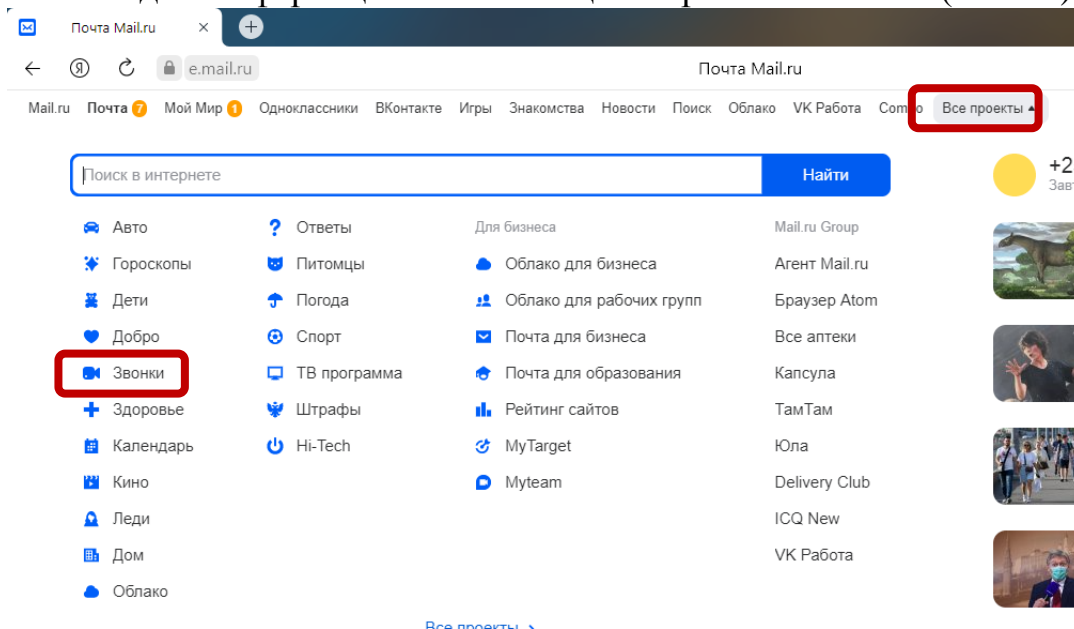 Почта Mail.ru
e.mail.ru Почта Mail.ru
Mail.ru Почта 7 Мой Мир 1 Одноклассники ВКонтакте Игры Знакомства Новости Поиск Облако VK Работа Все проекты
Поиск в интернете Найти
+2
Авто Ответы Для бизнеса Mail.ru Group
Гороскопы Питомцы Облако для бизнеса Агент Mail.ru
Дети Погода Облако для рабочих групп Браузер Atom
Добро Спорт Почта для бизнеса Все аптеки
Звонки ТВ программа Почта для образования Капсула
Здоровье Штрафы Рейтинг сайтов ТамТам
Календарь Hi-Tech MyTarget Юла
Кино Myteam Delivery Club
Леди ICQ New
Дом VK Работа
Облако
Все проекты